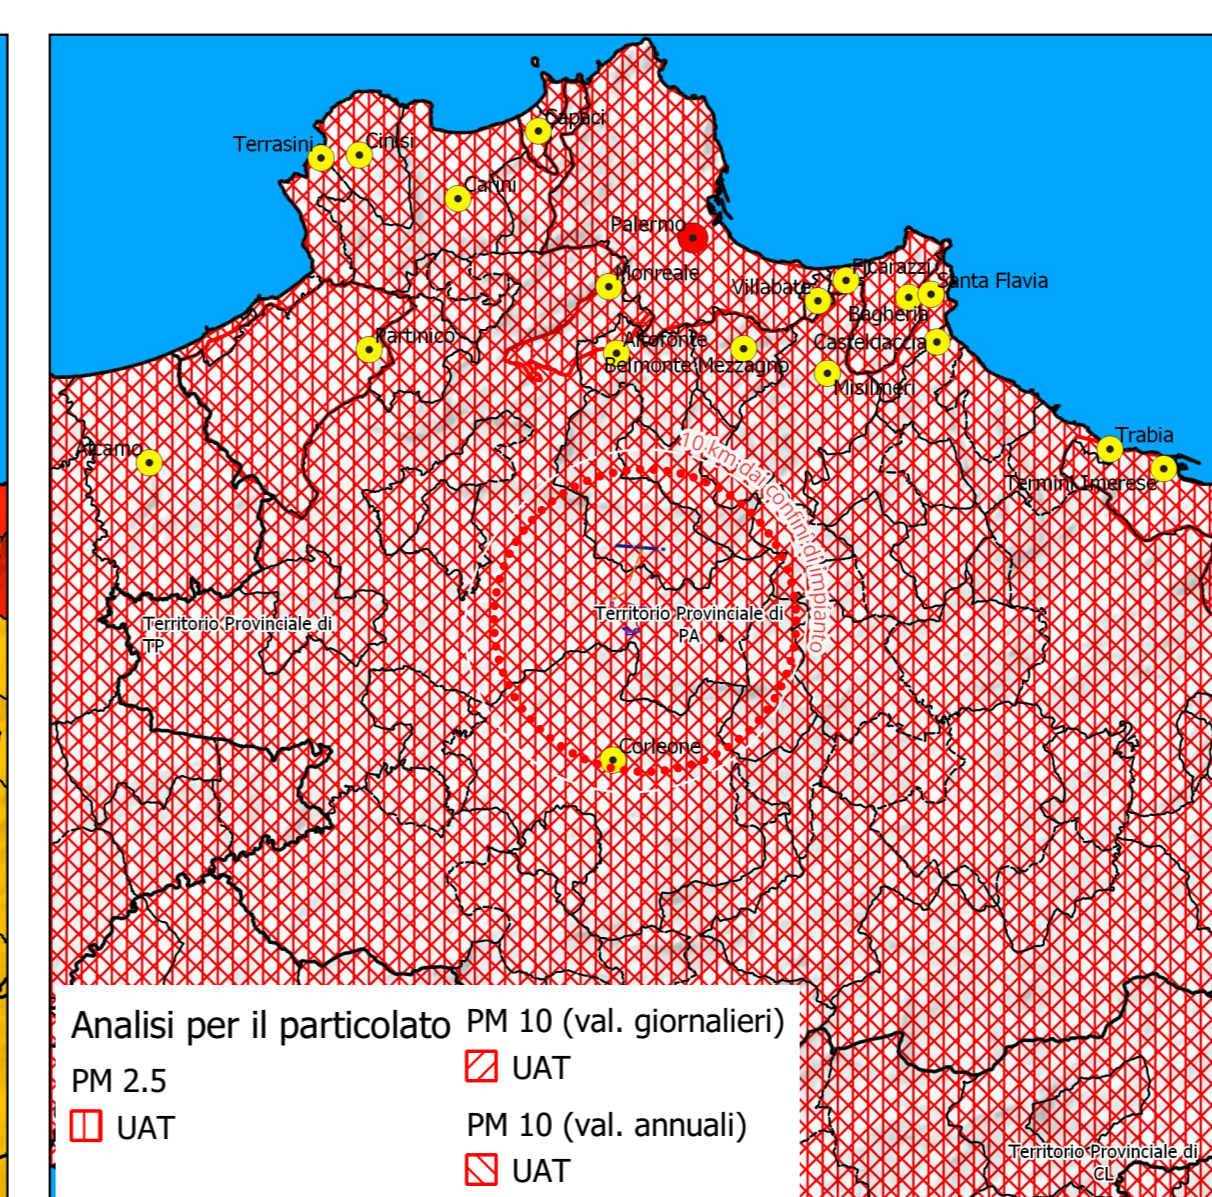 Capaci
Terrasini
Cinisi
Carini
Palermo
Monreale
Ficarazzi
Villabate
Santa Flavia
Bagheria
Partinico
Altofonte
Casteldaccia
Belmonte Mezzagno
Misilmeri
10 km dai confini di impianto
Alcamo
Trabia
Termini Imerese
Territorio Provinciale di
TP
Territorio Provinciale di
PA
Corleone
Analisi per il particolato
PM 2.5
UAT
PM 10 (val. giornalieri)
UAT
PM 10 (val. annuali)
UAT
Territorio Provinciale di
CL